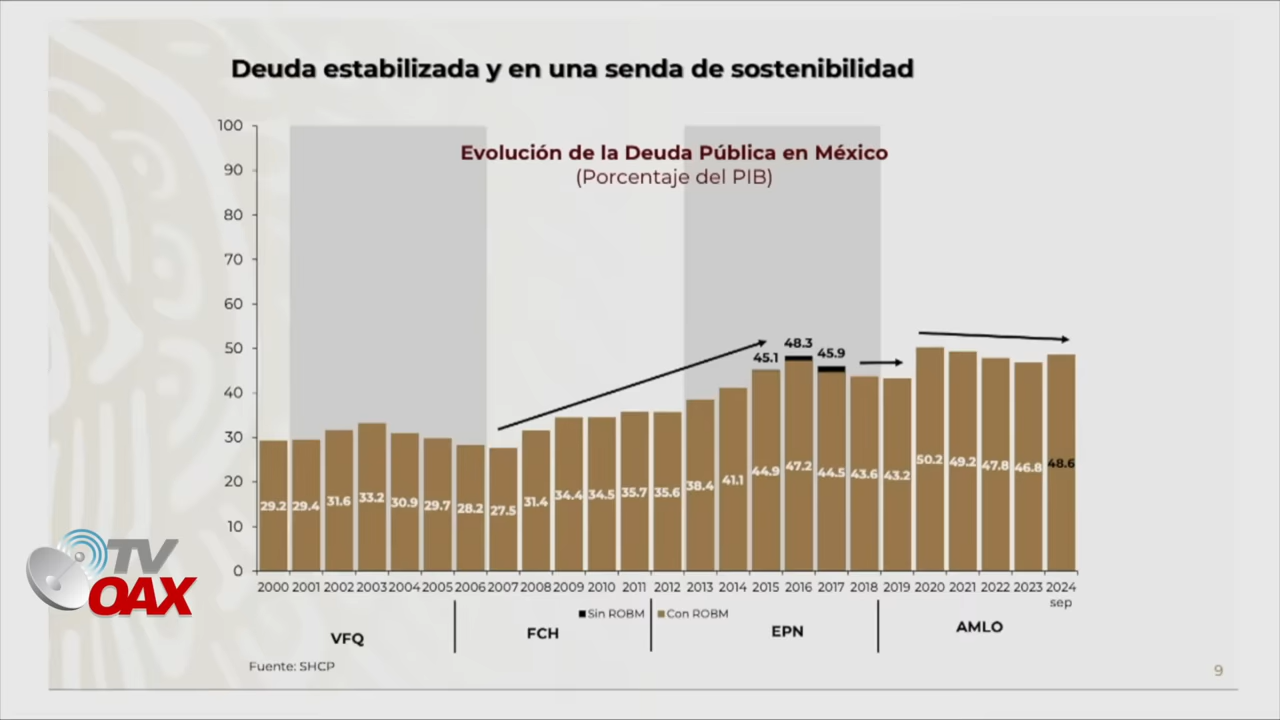 Deuda estabilizada y en una senda de sostenibilidad
Evolución de la Deuda Pública en México
(Porcentaje del PIB)
100
90
80
70
60
50
40
30
20
10
0
48.3
45.1 45.9
29.2 29.4 31.6 33.2 30.9 29.7 28.2 27.5 31.4 34.4 34.5 35.7 35.6 38.4 41.1 44.9 47.2 44.5 43.6 43.2 50.2 49.2 47.8 46.8 48.6
2000 2001 2002 2003 2004 2005 2006 2007 2008 2009 2010 2011 2012 2013 2014 2015 2016 2017 2018 2019 2020 2021 2022 2023 2024
sep
Sin ROBM Con ROBM
VFQ FCH EPN AMLO
Fuente: SHCP
9
TV
OAX